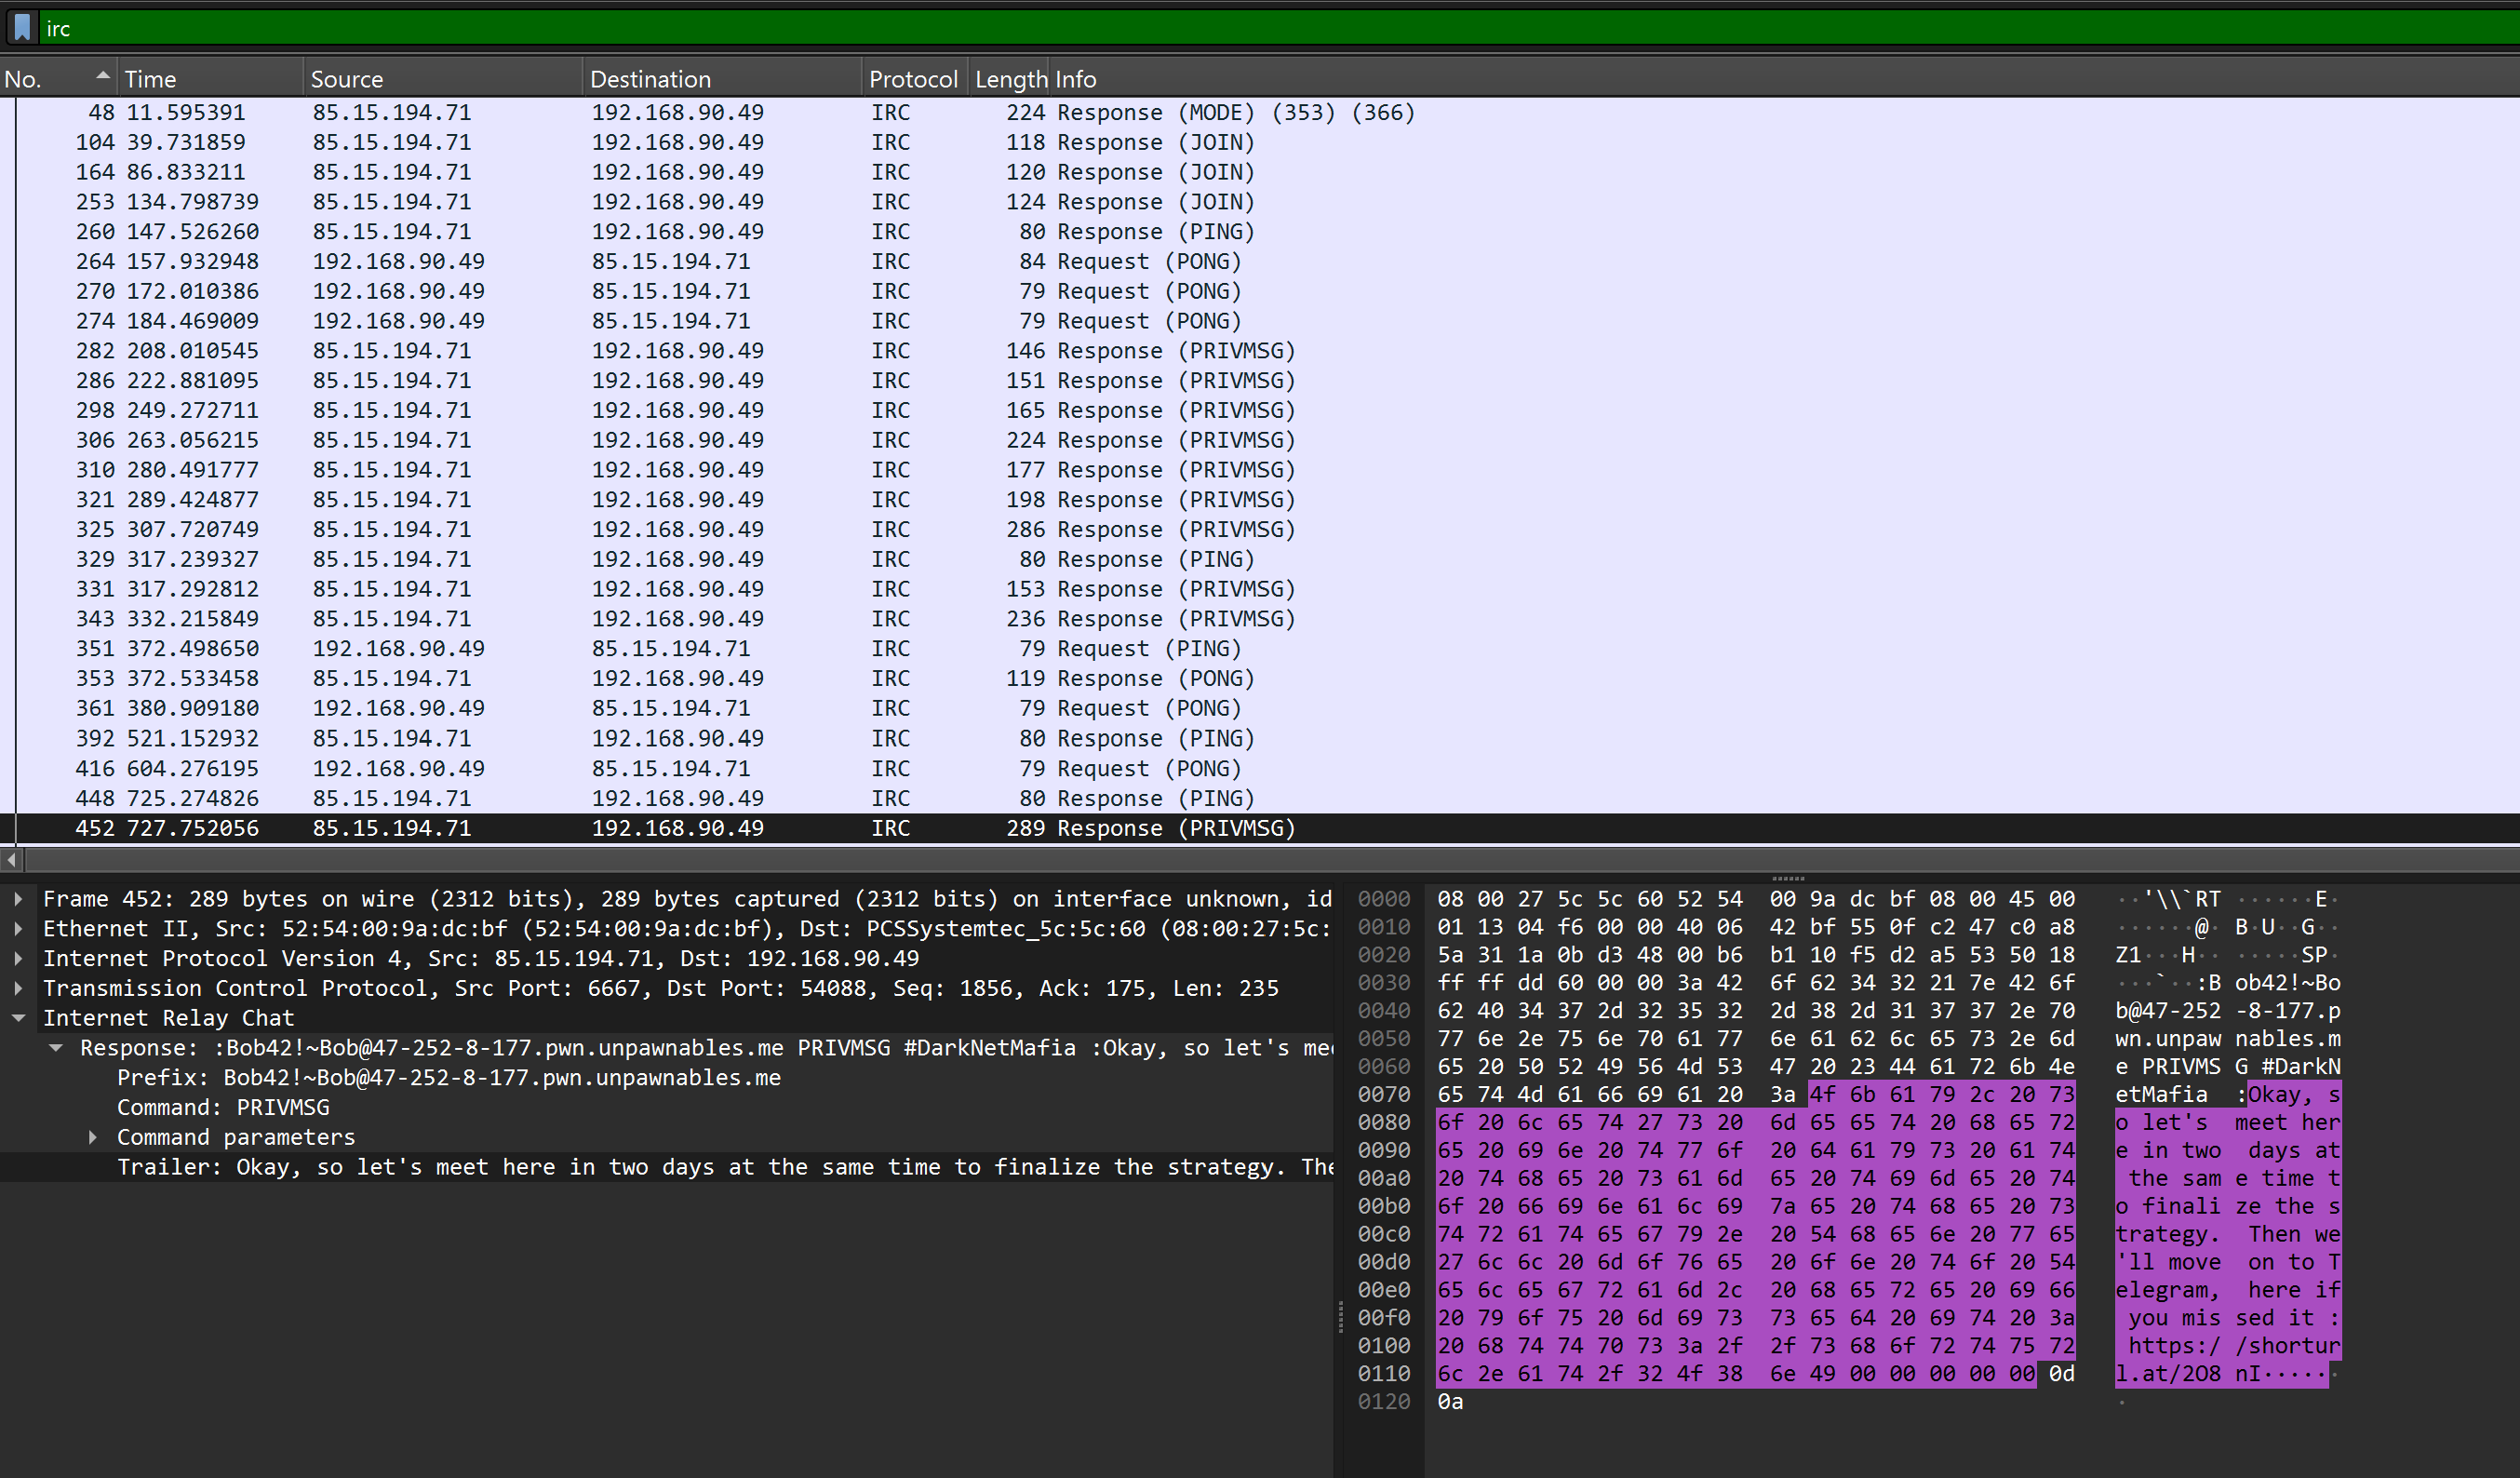 irc
No. Time Source Destination Protocol Length Info
48 11.595391 85.15.194.71 192.168.90.49 IRC 224 Response (MODE) (353) (366)
104 39.731859 85.15.194.71 192.168.90.49 IRC 118 Response (JOIN)
164 86.833211 85.15.194.71 192.168.90.49 IRC 120 Response (JOIN)
253 134.798739 85.15.194.71 192.168.90.49 IRC 124 Response (JOIN)
260 147.526260 85.15.194.71 192.168.90.49 IRC 80 Response (PING)
264 157.932948 192.168.90.49 85.15.194.71 IRC 84 Request (PONG)
270 172.010386 192.168.90.49 85.15.194.71 IRC 79 Request (PONG)
274 184.469009 192.168.90.49 85.15.194.71 IRC 79 Request (PONG)
282 208.010545 85.15.194.71 192.168.90.49 IRC 146 Response (PRIVMSG)
286 222.881095 85.15.194.71 192.168.90.49 IRC 151 Response (PRIVMSG)
298 249.272711 85.15.194.71 192.168.90.49 IRC 165 Response (PRIVMSG)
306 263.056215 85.15.194.71 192.168.90.49 IRC 224 Response (PRIVMSG)
310 280.491777 85.15.194.71 192.168.90.49 IRC 177 Response (PRIVMSG)
321 289.424877 85.15.194.71 192.168.90.49 IRC 198 Response (PRIVMSG)
325 307.720749 85.15.194.71 192.168.90.49 IRC 286 Response (PRIVMSG)
329 317.239327 85.15.194.71 192.168.90.49 IRC 80 Response (PING)
331 317.292812 85.15.194.71 192.168.90.49 IRC 153 Response (PRIVMSG)
343 332.215849 85.15.194.71 192.168.90.49 IRC 236 Response (PRIVMSG)
351 372.498650 192.168.90.49 85.15.194.71 IRC 79 Request (PING)
353 372.533458 85.15.194.71 192.168.90.49 IRC 119 Response (PONG)
361 380.909180 192.168.90.49 85.15.194.71 IRC 79 Request (PONG)
392 521.152932 85.15.194.71 192.168.90.49 IRC 80 Response (PING)
416 604.276195 192.168.90.49 85.15.194.71 IRC 79 Request (PONG)
448 725.274826 85.15.194.71 192.168.90.49 IRC 80 Response (PING)
452 727.752056 85.15.194.71 192.168.90.49 IRC 289 Response (PRIVMSG)
Frame 452: 289 bytes on wire (2312 bits), 289 bytes captured (2312 bits) on interface unknown, id
Ethernet II, Src: 52:54:00:9a:dc:bf (52:54:00:9a:dc:bf), Dst: PCSSystemtec_5c:5c:60 (08:00:27:5c:
Internet Protocol Version 4, Src: 85.15.194.71, Dst: 192.168.90.49
Transmission Control Protocol, Src Port: 6667, Dst Port: 54088, Seq: 1856, Ack: 175, Len: 235
Internet Relay Chat
Response: :Bob42!~Bob@47-252-8-177.pwn.unpawnables.me PRIVMSG #DarkNetMafia :Okay, so let's me
Prefix: Bob42!~Bob@47-252-8-177.pwn.unpawnables.me
Command: PRIVMSG
Command parameters
Trailer: Okay, so let's meet here in two days at the same time to finalize the strategy. The
0000 08 00 27 5c 5c 60 52 54 00 9a dc bf 08 00 45 00 ··'\\`RT ······E·
0010 01 13 04 f6 00 00 40 06 42 bf 55 0f c2 47 c0 a8 ······@· B·U··G··
0020 5a 31 1a 0b d3 48 00 b6 b1 10 f5 d2 a5 53 50 18 Z1···H·· ·····SP·
0030 ff ff dd 60 00 00 3a 42 6f 62 34 32 21 7e 42 6f ···`··:B ob42!~Bo
0040 62 40 34 37 2d 32 35 32 2d 38 2d 31 37 37 2e 70 b@47-252 -8-177.p
0050 77 6e 2e 75 6e 70 61 77 6e 61 62 6c 65 73 2e 6d wn.unpaw nables.m
0060 65 20 50 52 49 56 4d 53 47 20 23 44 61 72 6b 4e e PRIVMS G #DarkN
0070 65 74 4d 61 66 69 61 20 3a 4f 6b 61 79 2c 20 73 etMafia :Okay, s
0080 6f 20 6c 65 74 27 73 20 6d 65 65 74 20 68 65 72 o let's meet her
0090 65 20 69 6e 20 74 77 6f 20 64 61 79 73 20 61 74 e in two days at
00a0 20 74 68 65 20 73 61 6d 65 20 74 69 6d 65 20 74 the sam e time t
00b0 6f 20 66 69 6e 61 6c 69 7a 65 20 74 68 65 20 73 o finali ze the s
00c0 74 72 61 74 65 67 79 2e 20 54 68 65 6e 20 77 65 trategy. Then we
00d0 27 6c 6c 20 6d 6f 76 65 20 6f 6e 20 74 6f 20 54 'll move on to T
00e0 65 6c 65 67 72 61 6d 2c 20 68 65 72 65 20 69 66 elegram, here if
00f0 20 79 6f 75 20 6d 69 73 73 65 64 20 69 74 20 3a you mis sed it :
0100 20 68 74 74 70 73 3a 2f 2f 73 68 6f 72 74 75 72 https:/ /shortur
0110 6c 2e 61 74 2f 32 4f 38 6e 49 00 00 00 00 00 0d l.at/2O8 nI······
0120 0a ·